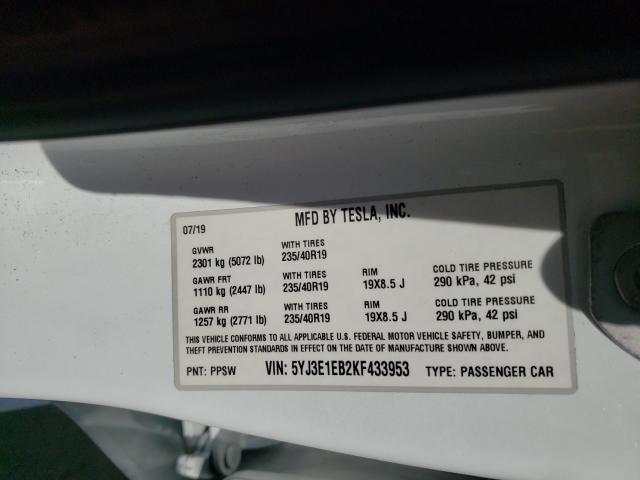 07/19 MFD BY TESLA, INC.
GVWR WITH TIRES
2301 kg (5072 lb) 235/40R19
GAWR FRT WITH TIRES RIM COLD TIRE PRESSURE
1110 kg (2447 lb) 235/40R19 19X8.5 J 290 kPa, 42 psi
GAWR RR WITH TIRES RIM COLD TIRE PRESSURE
1257 kg (2771 lb) 235/40R19 19X8.5 J 290 kPa, 42 psi
THIS VEHICLE CONFORMS TO ALL APPLICABLE U.S. FEDERAL MOTOR VEHICLE SAFETY, BUMPER, AND
THEFT PREVENTION STANDARDS IN EFFECT ON THE DATE OF MANUFACTURE SHOWN ABOVE.
PNT: PPSW VIN: 5YJ3E1EB2KF433953 TYPE: PASSENGER CAR